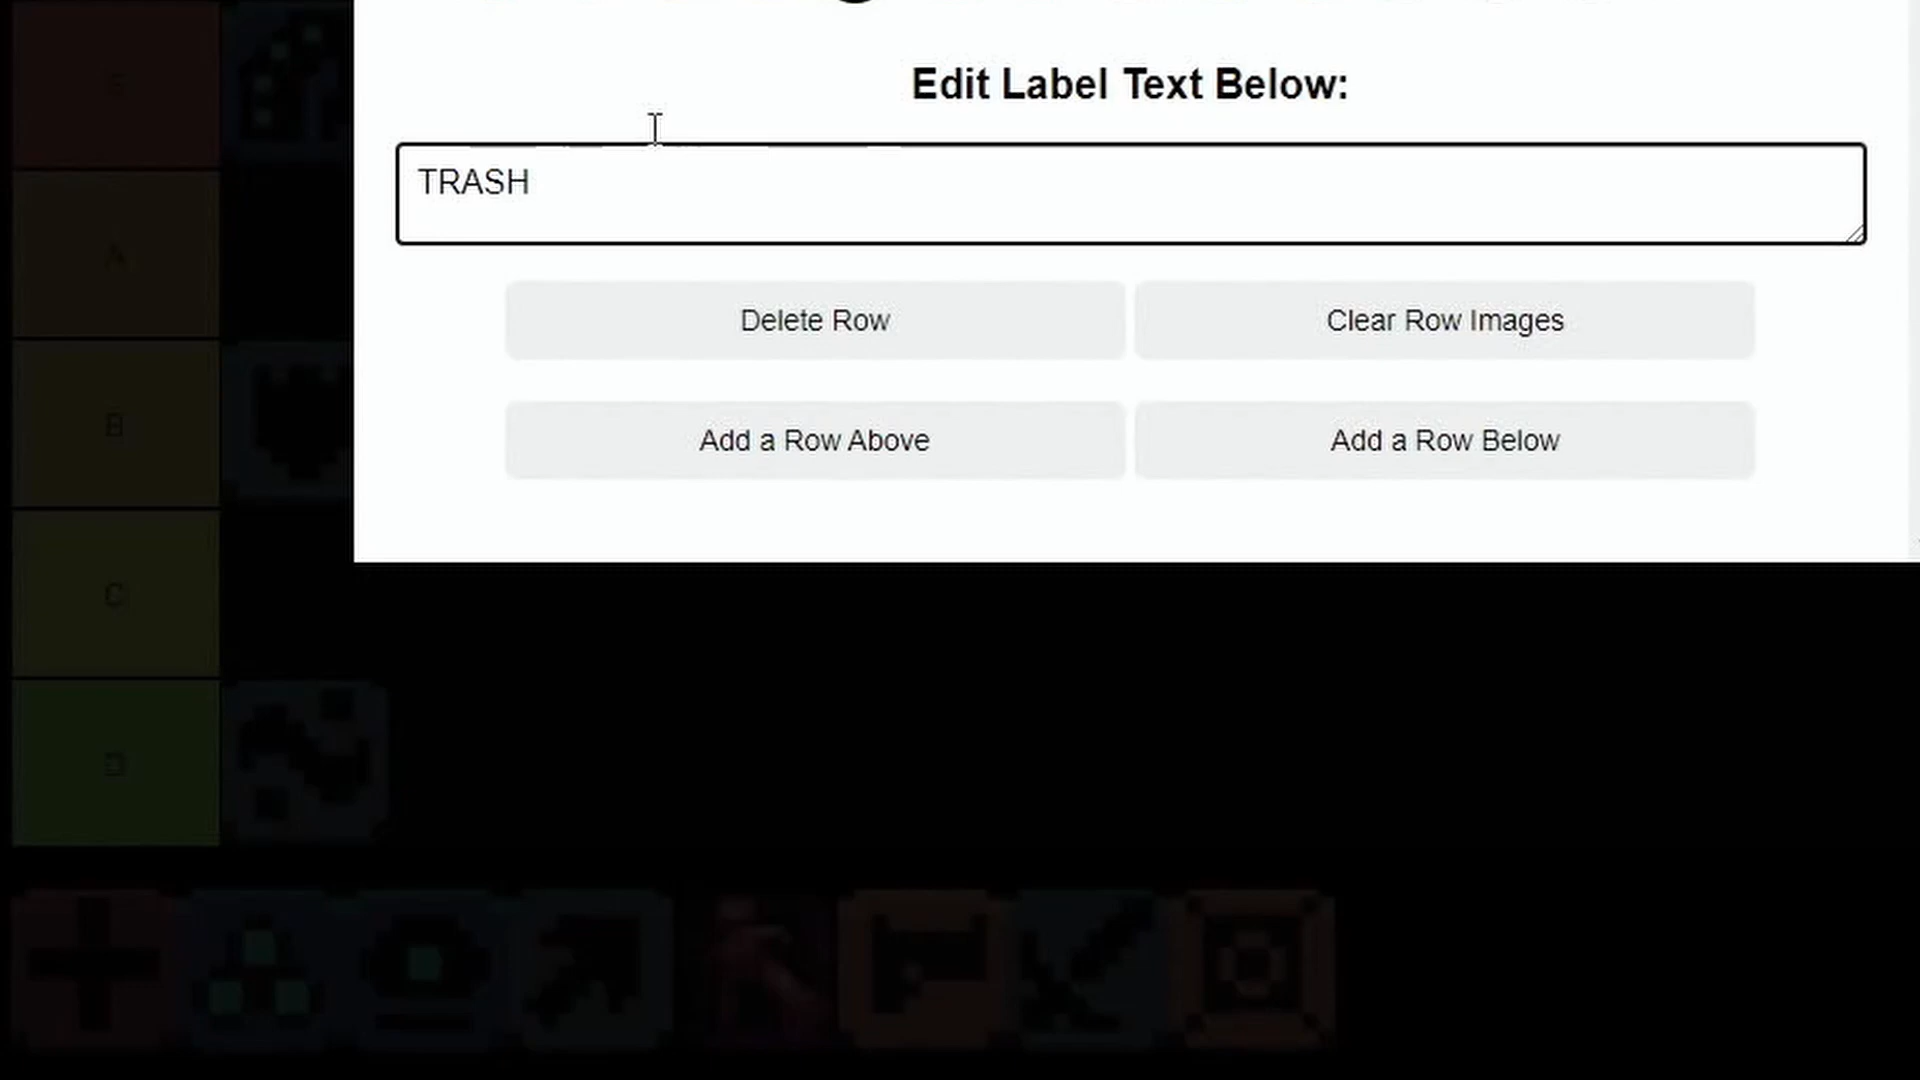 Edit Label Text Below:
TRASH
Delete Row
Clear Row Images
Add a Row Above
Add a Row Below
A
B
C
D